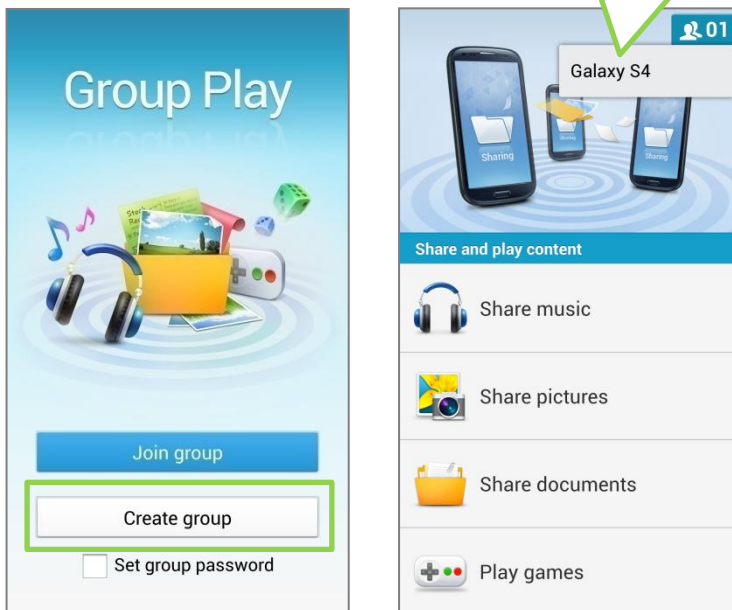 Group Play
Join group
Create group
Set group password
01
Galaxy S4
Sharing
Sharing
Share and play content
Share music
Share pictures
Share documents
Play games